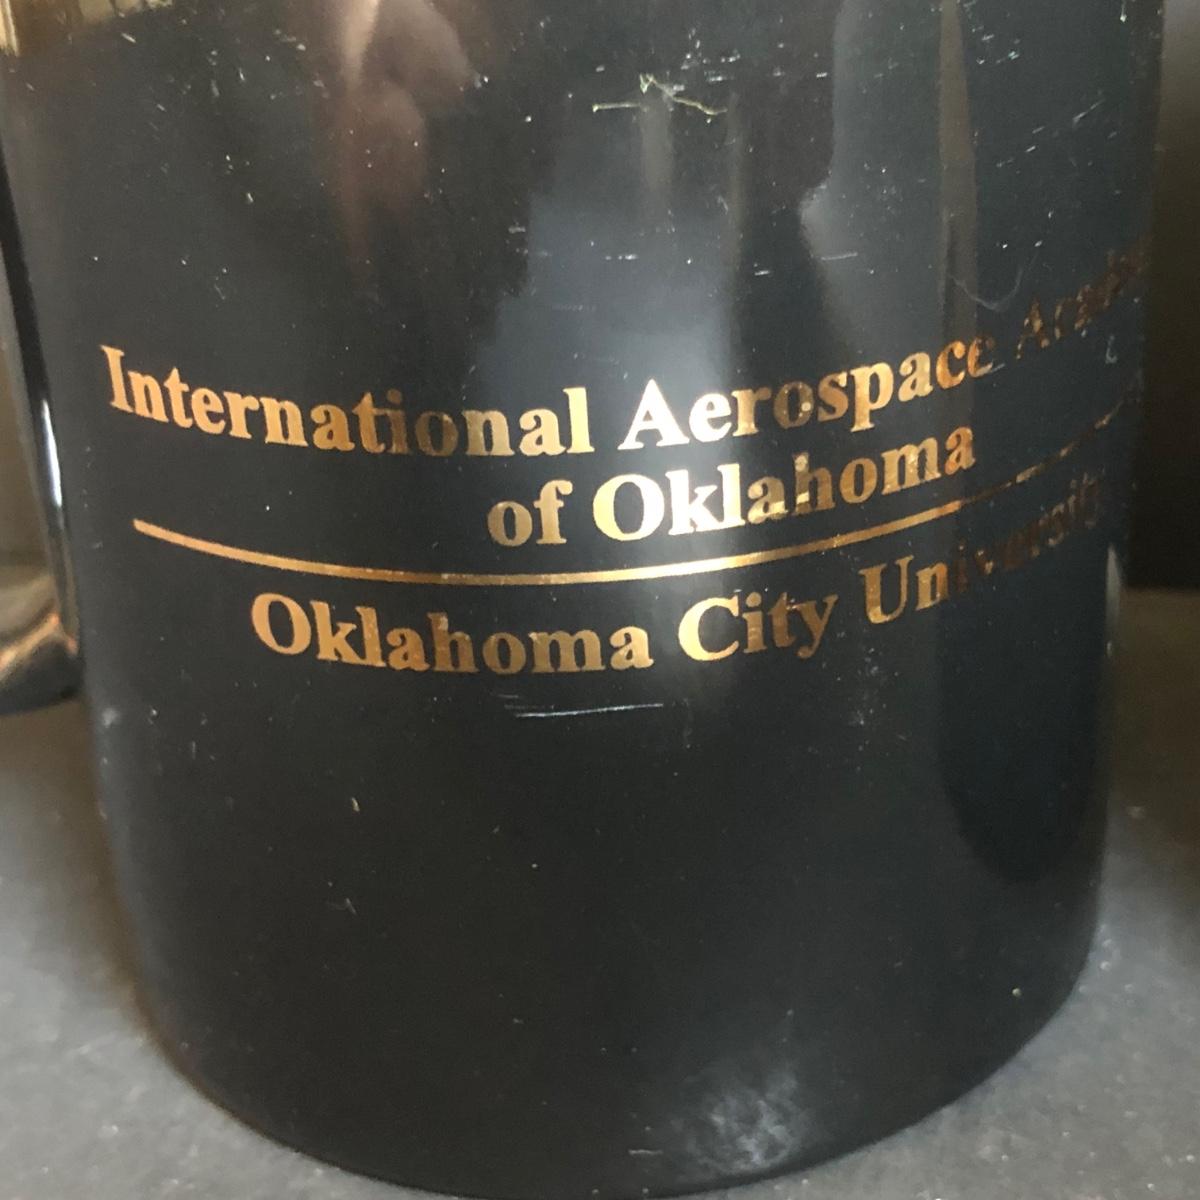 International Aerospace
of Oklahoma
Oklahoma City University